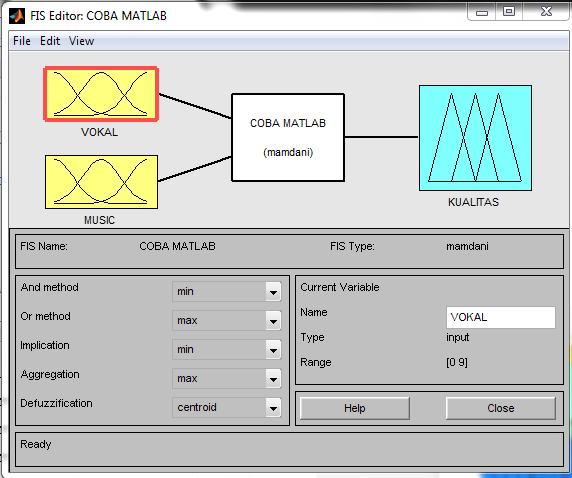 FIS Editor: COBA MATLAB
File Edit View
VOKAL
MUSIC
COBA MATLAB
(mamdani)
KUALITAS
FIS Name: COBA MATLAB FIS Type: mamdani
And method min
Or method max
Implication min
Aggregation max
Defuzzification centroid
Current Variable
Name VOKAL
Type input
Range [0 9]
Help Close
Ready